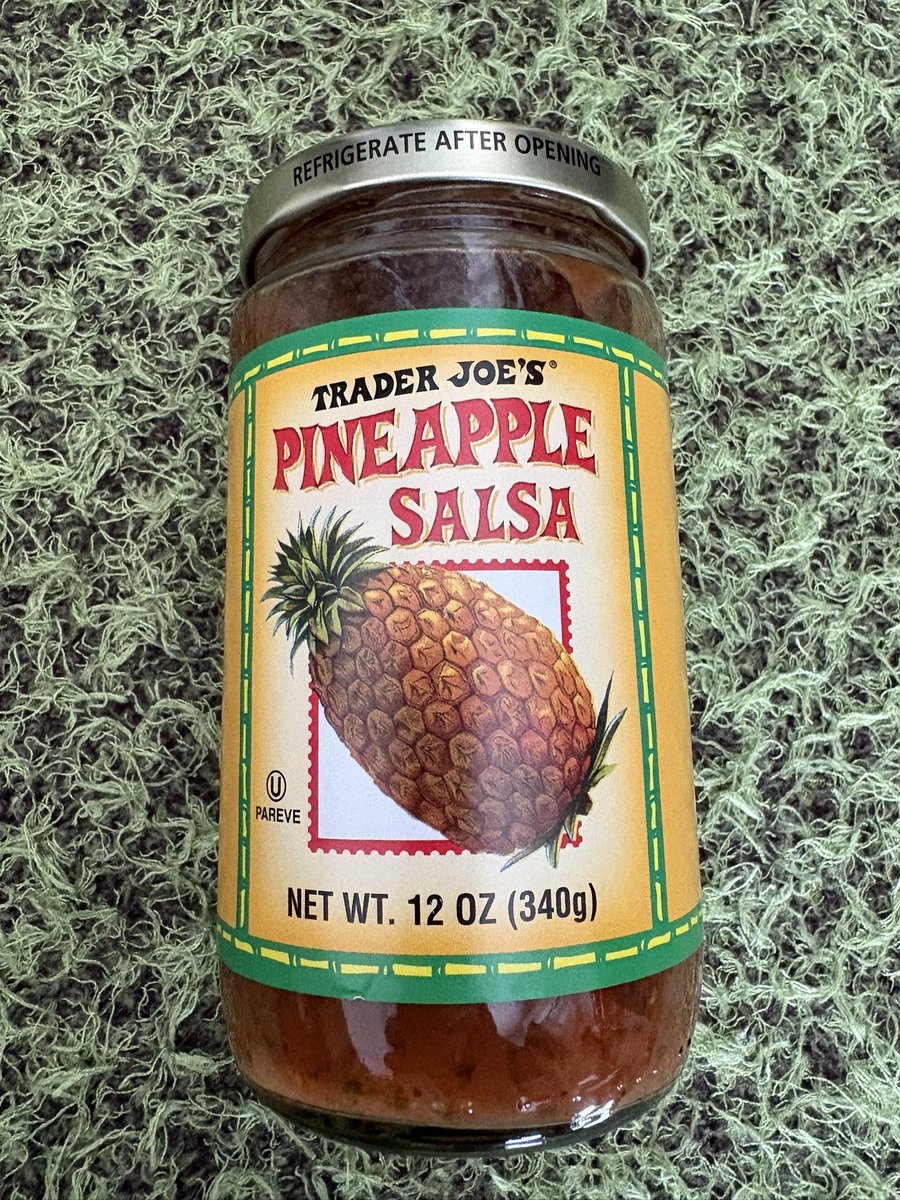 REFRIGERATE AFTER OPENING
TRADER JOE'S®
PINEAPPLE
SALSA
U
PAREVE
NET WT. 12 OZ (340g)